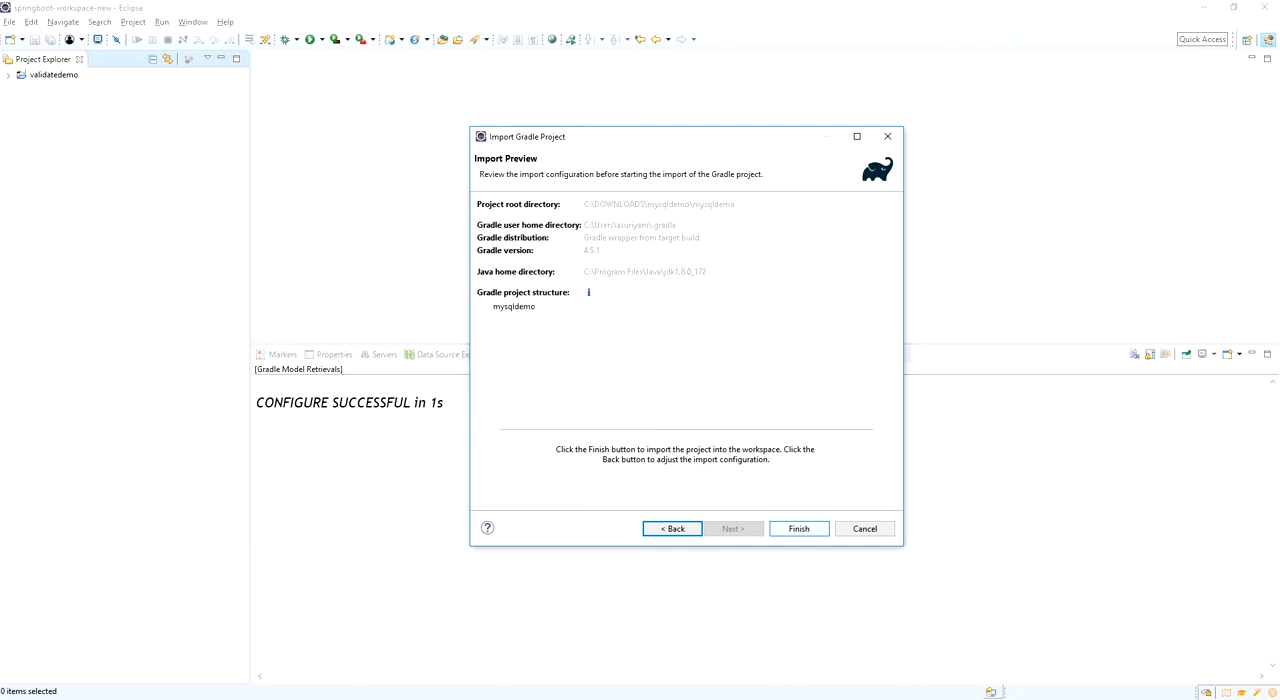 springboot-workspace-new - Eclipse
File Edit Navigate Search Project Run Window Help
Quick Access
Project Explorer
validatedemo
Import Gradle Project
Import Preview
Review the import configuration before starting the import of the Gradle project.
Project root directory: C:\DOWNLOADS\mysqldemo\mysqldemo
Gradle user home directory: C:\Users\asuriyam\.gradle
Gradle distribution: Gradle wrapper from target build
Gradle version: 4.5.1
Java home directory: C:\Program Files\Java\jdk1.8.0_172
Gradle project structure:
mysqldemo
Markers Properties Servers Data Source Ex
[Gradle Model Retrievals]
CONFIGURE SUCCESSFUL in 1s
Click the Finish button to import the project into the workspace. Click the
Back button to adjust the import configuration.
< Back Next > Finish Cancel
0 items selected